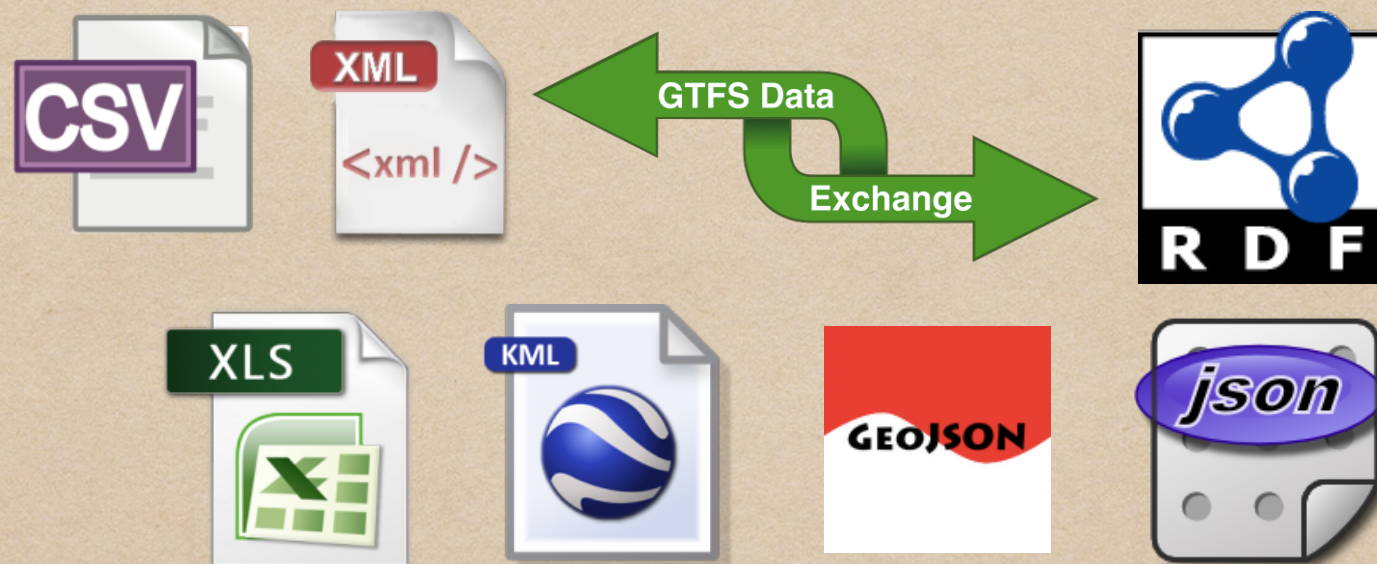 CSV
XML
<xml />
GTFS Data
Exchange
RDF
XLS
X
KML
GEOJSON
json